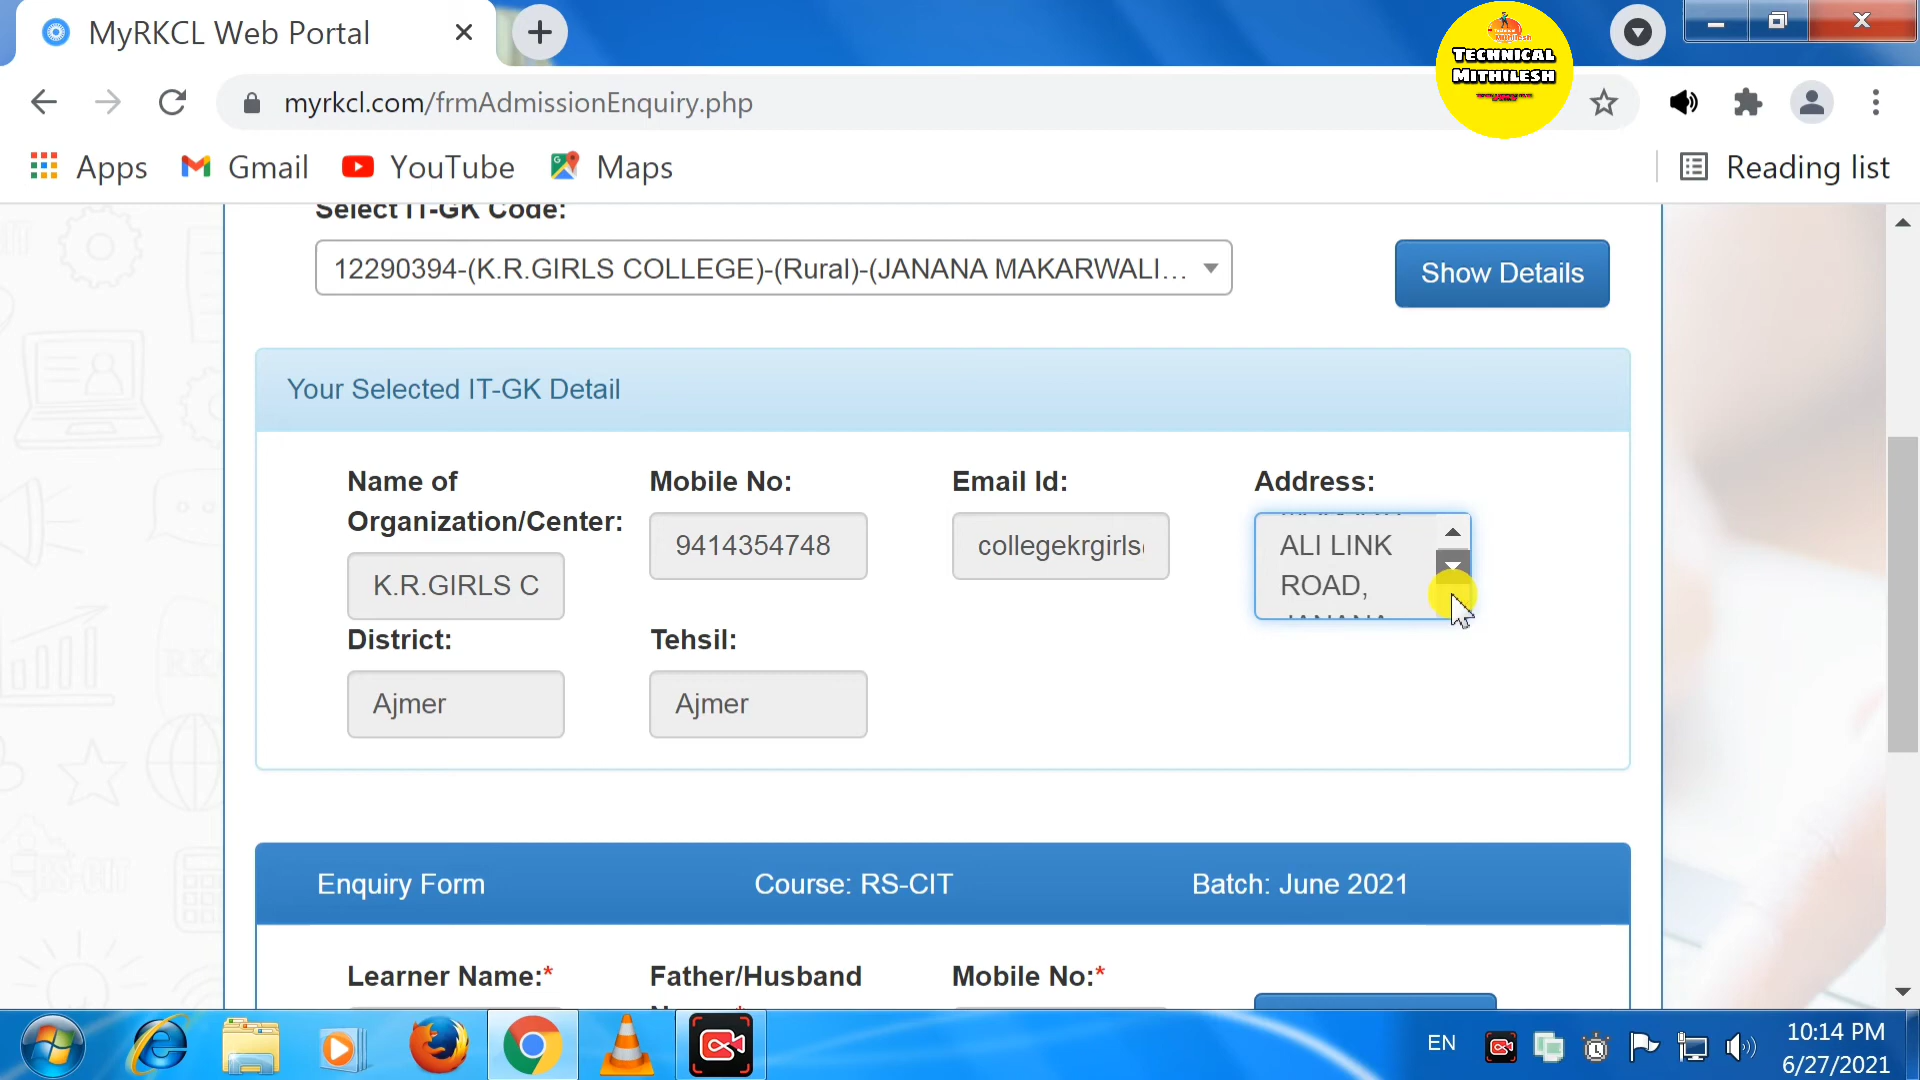 MyRKCL Web Portal
TECHNICAL
MITHILESH
myrkcl.com/frmAdmissionEnquiry.php
Apps
Gmail
YouTube
Maps
Reading list
Select IT-GK Code:
12290394-(K.R.GIRLS COLLEGE)-(Rural)-(JANANA MAKARWALI...
Show Details
Your Selected IT-GK Detail
Name of
Organization/Center:
Mobile No:
Email Id:
Address:
K.R.GIRLS C
9414354748
collegekrgirls
ALI LINK
ROAD,
District:
Tehsil:
Ajmer
Ajmer
Enquiry Form
Course: RS-CIT
Batch: June 2021
Learner Name:*
Father/Husband
Mobile No:*
EN
10:14 PM
6/27/2021